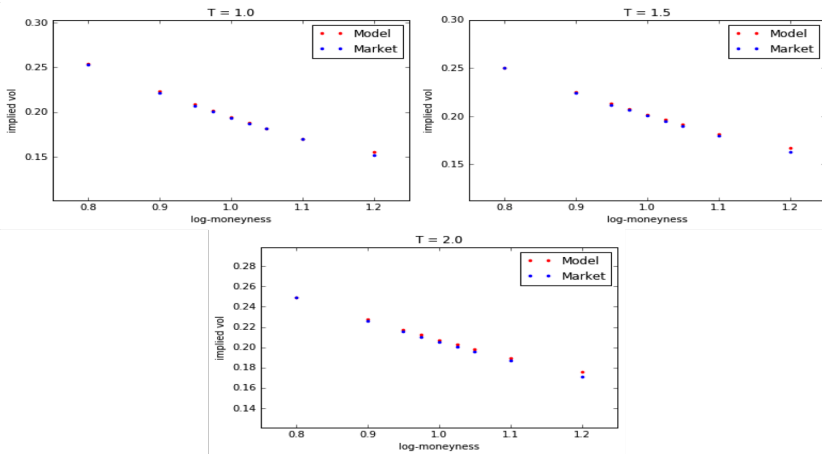 T = 1.0
Model
Market
implied vol
0.30
0.25
0.20
0.15
0.8 0.9 1.0 1.1 1.2
log-moneyness
T = 1.5
Model
Market
implied vol
0.30
0.25
0.20
0.15
0.8 0.9 1.0 1.1 1.2
log-moneyness
T = 2.0
Model
Market
implied vol
0.28
0.26
0.24
0.22
0.20
0.18
0.16
0.14
0.8 0.9 1.0 1.1 1.2
log-moneyness